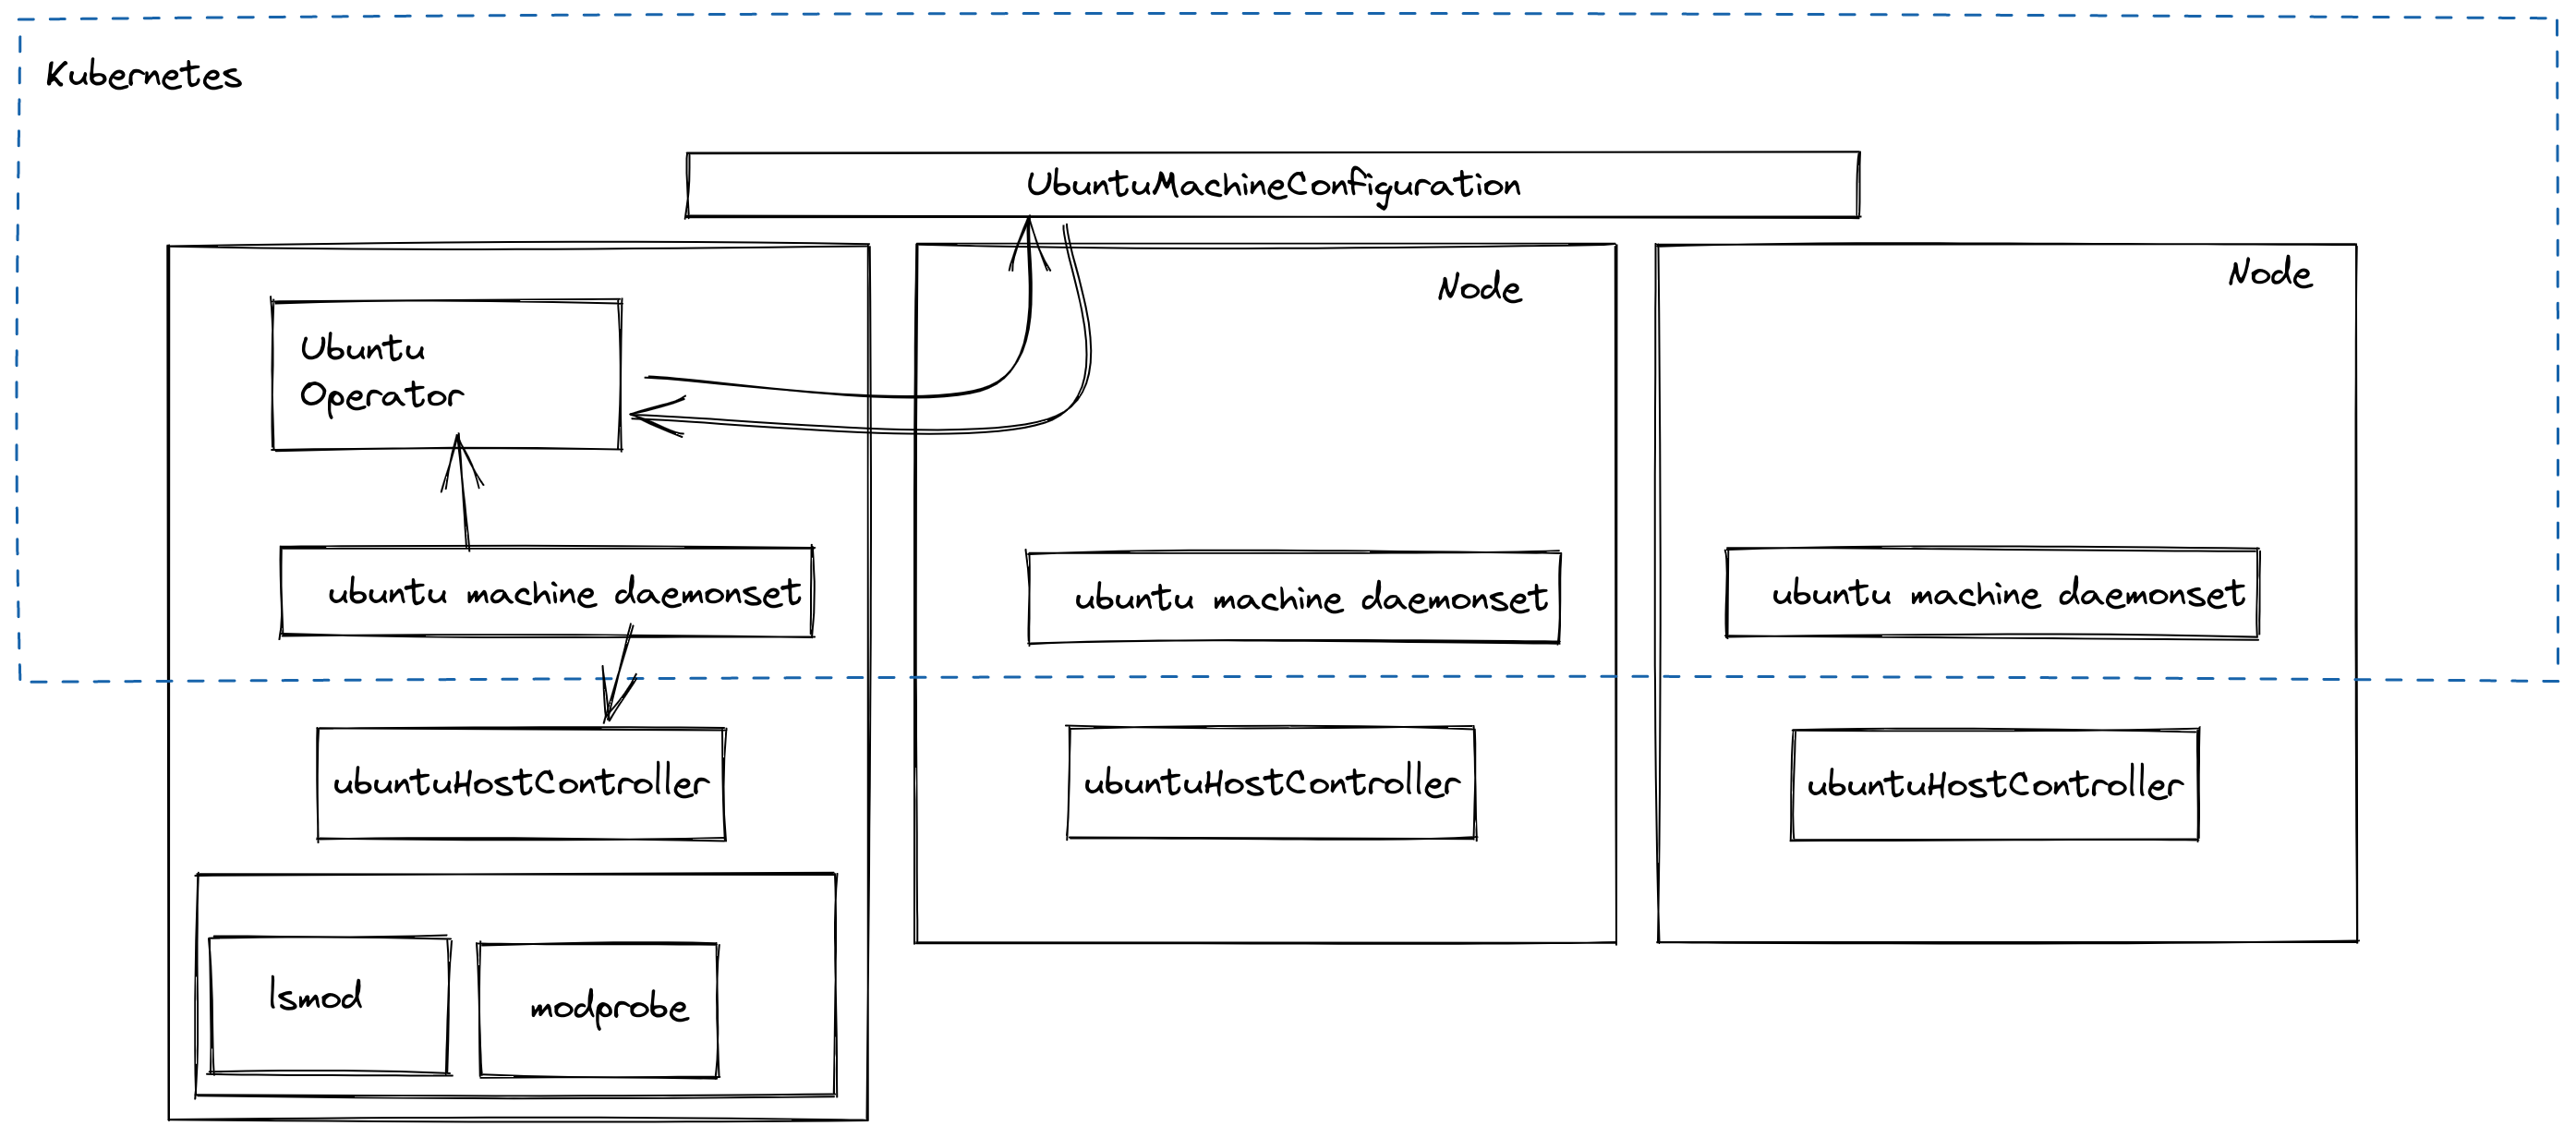 Kubernetes
UbuntuMachineConfiguration
Node
Node
Ubuntu
Operator
ubuntu machine daemonset
ubuntu machine daemonset
ubuntu machine daemonset
ubuntuHostController
ubuntuHostController
ubuntuHostController
lsmod
modprobe